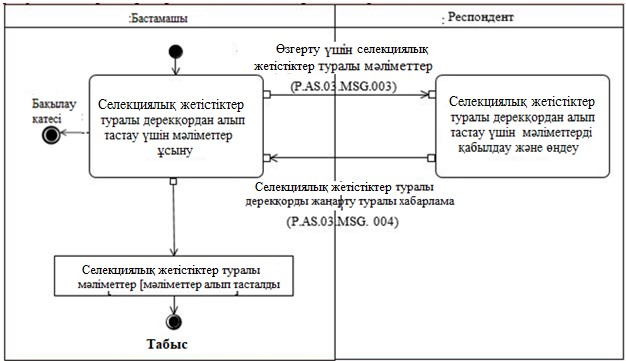 :Бастамашы
: Респондент
Өзгерту үшін селекциялық
жетістіктер туралы мәліметтер
(P.AS.03.MSG.003)
Бақылау
қатесі
Селекциялық жетістіктер
туралы дерекқордан алып
тастау үшін мәліметтер
ұсыну
Селекциялық жетістіктер
туралы дерекқордан алып
тастау үшін мәліметтерді
қабылдау және өңдеу
Селекциялық жетістіктер туралы
дерекқорды жаңарту туралы хабарлама
(P.AS.03.MSG. 004)
Селекциялық жетістіктер туралы
мәліметтер [мәліметтер алып тасталды
Табыс